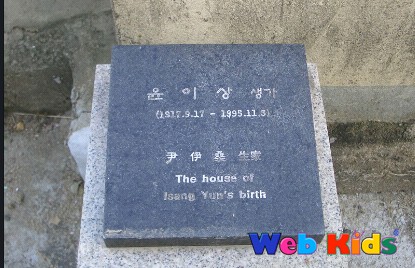 윤이상 생가
(1917.9.17 - 1995.11.3)
尹伊桑 生家
The house of
Isang Yun's birth
Web Kids